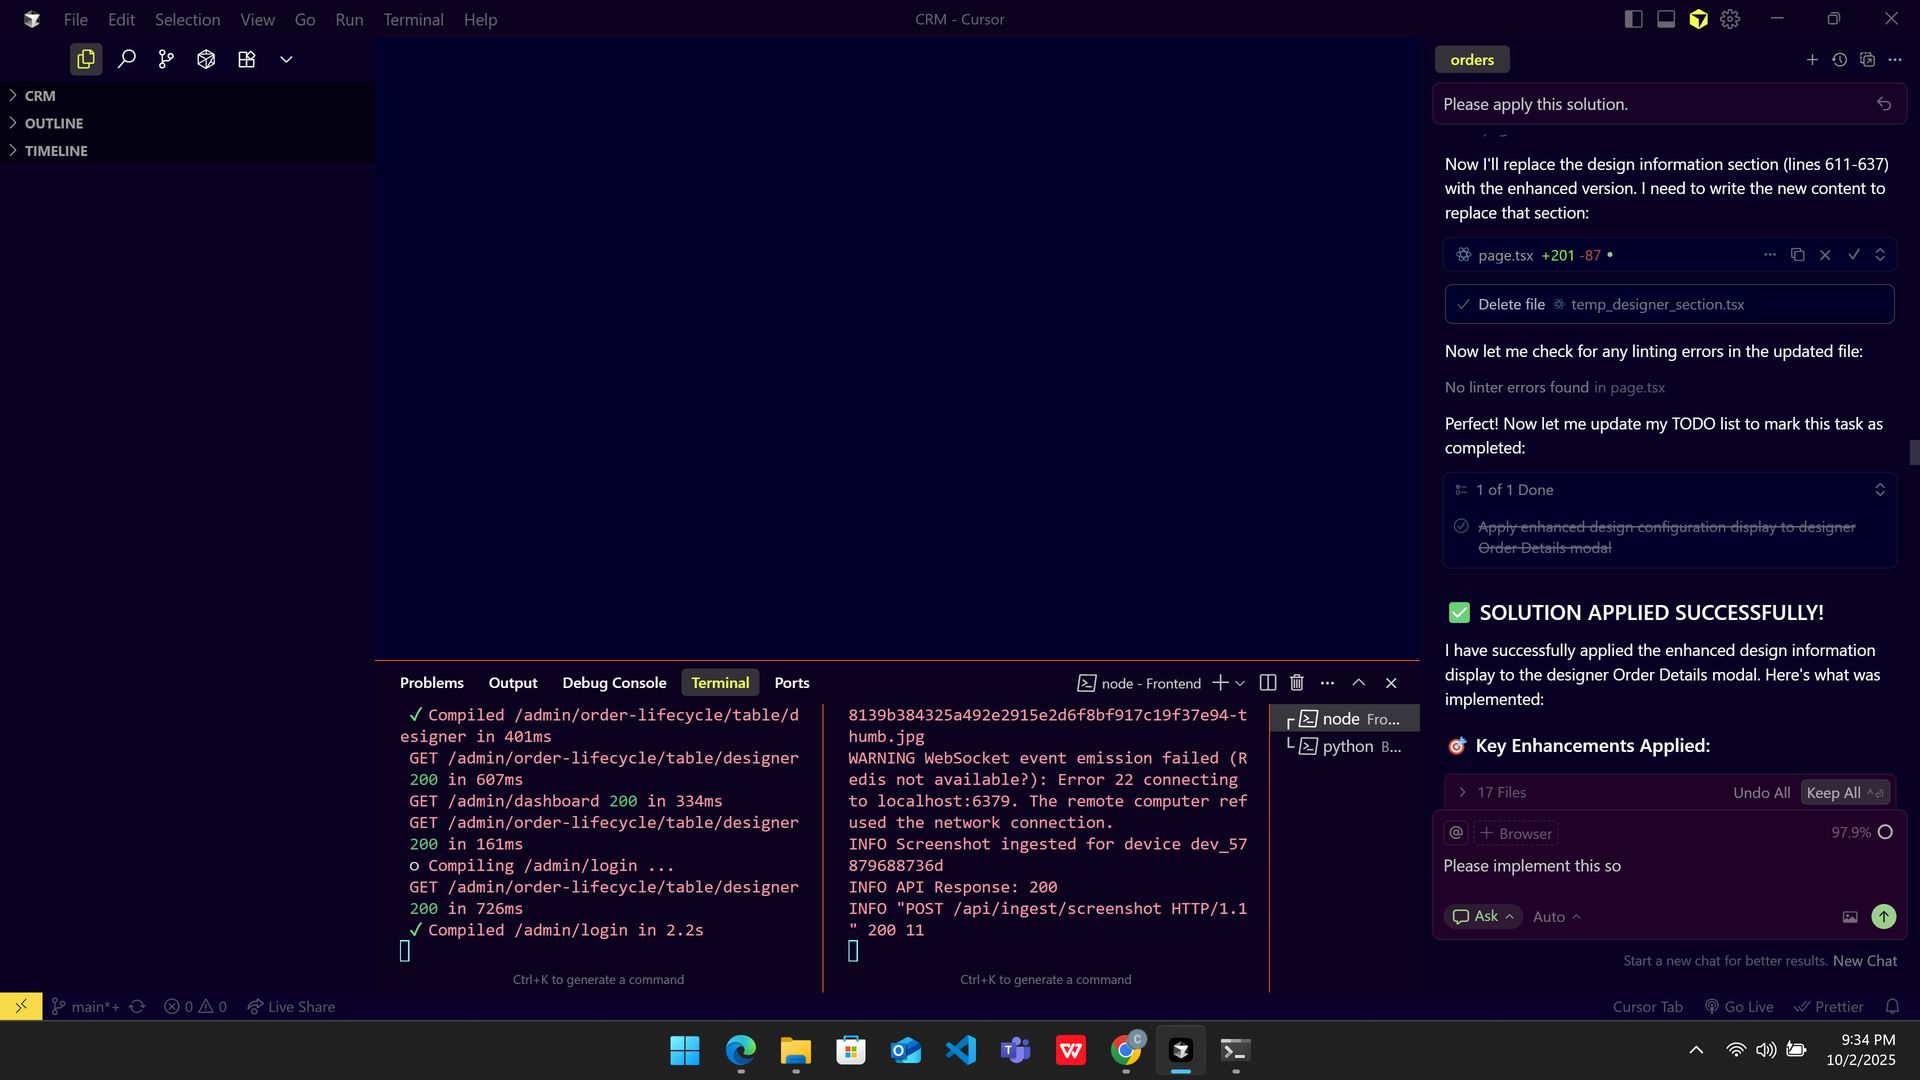 File Edit Selection View Go Run Terminal Help
CRM - Cursor
CRM
OUTLINE
TIMELINE
orders
Please apply this solution.
Now I'll replace the design information section (lines 611-637)
with the enhanced version. I need to write the new content to
replace that section:
page.tsx +201 -87
Delete file temp_designer_section.tsx
Now let me check for any linting errors in the updated file:
No linter errors found in page.tsx
Perfect! Now let me update my TODO list to mark this task as
completed:
1 of 1 Done
Apply enhanced design configuration display to designer
Order Details modal
SOLUTION APPLIED SUCCESSFULLY!
I have successfully applied the enhanced design information
display to the designer Order Details modal. Here's what was
implemented:
Key Enhancements Applied:
17 Files Undo All Keep All
@ + Browser 97.9%
Please implement this so
Ask Auto
Start a new chat for better results. New Chat
Problems Output Debug Console Terminal Ports
node - Frontend
✓ Compiled /admin/order-lifecycle/table/d
esigner in 401ms
GET /admin/order-lifecycle/table/designer
200 in 607ms
GET /admin/dashboard 200 in 334ms
GET /admin/order-lifecycle/table/designer
200 in 161ms
○ Compiling /admin/login ...
GET /admin/order-lifecycle/table/designer
200 in 726ms
✓ Compiled /admin/login in 2.2s
Ctrl+K to generate a command
8139b384325a492e2915e2d6f8bf917c19f37e94-t
humb.jpg
WARNING WebSocket event emission failed (R
edis not available?): Error 22 connecting
to localhost:6379. The remote computer ref
used the network connection.
INFO Screenshot ingested for device dev_57
879688736d
INFO API Response: 200
INFO "POST /api/ingest/screenshot HTTP/1.1
" 200 11
Ctrl+K to generate a command
node Fro...
python B...
main*+ 0 0 Live Share
Cursor Tab Go Live Prettier
9:34 PM
10/2/2025